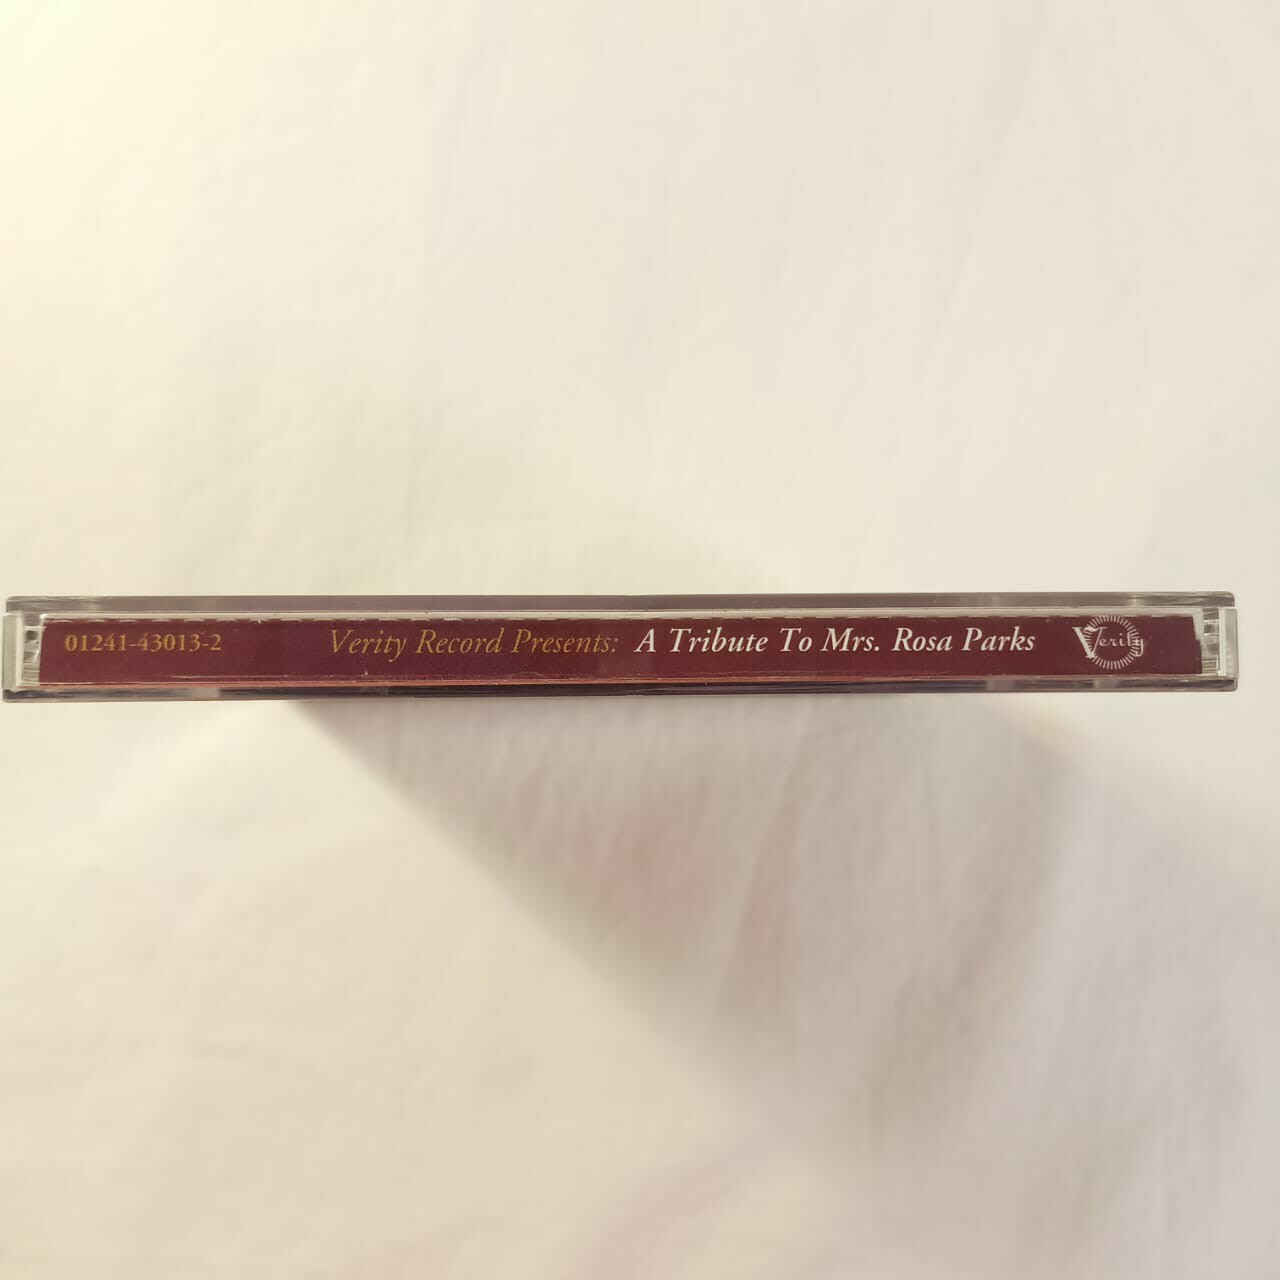 01241-43013-2 Verity Record Presents: A Tribute To Mrs. Rosa Parks Verity